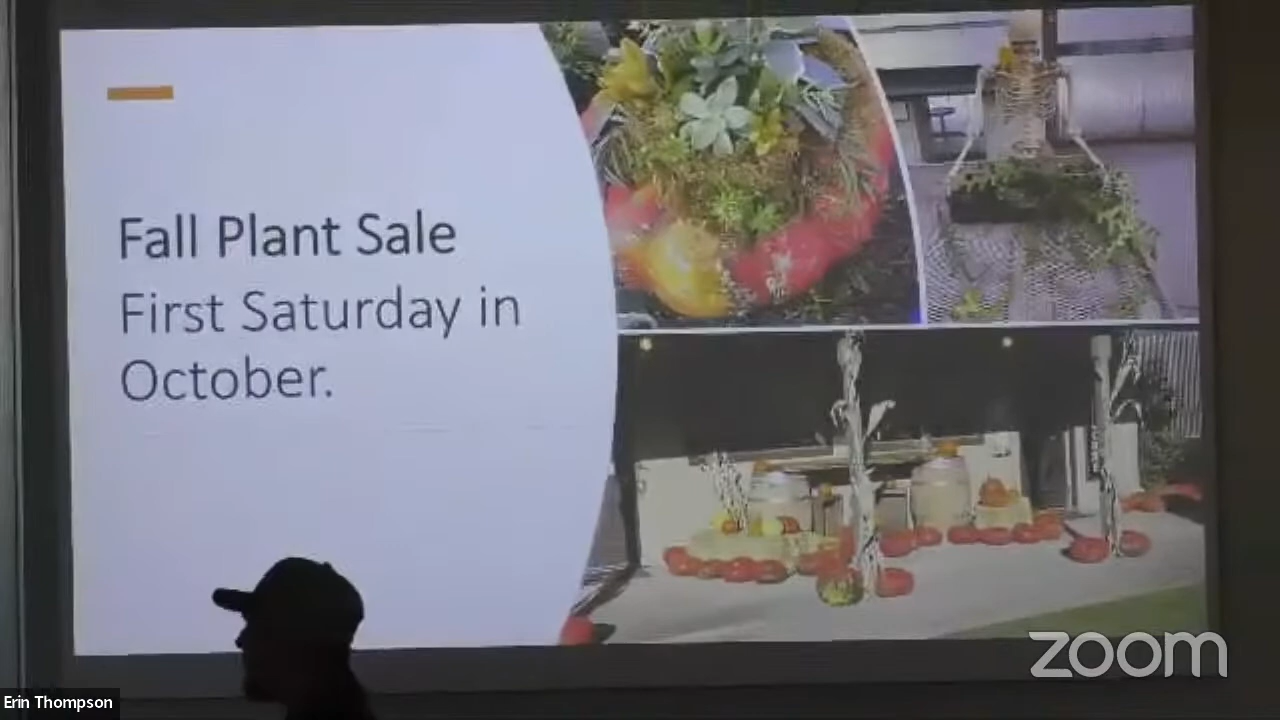 Fall Plant Sale
First Saturday in
October.
zoom
Erin Thompson